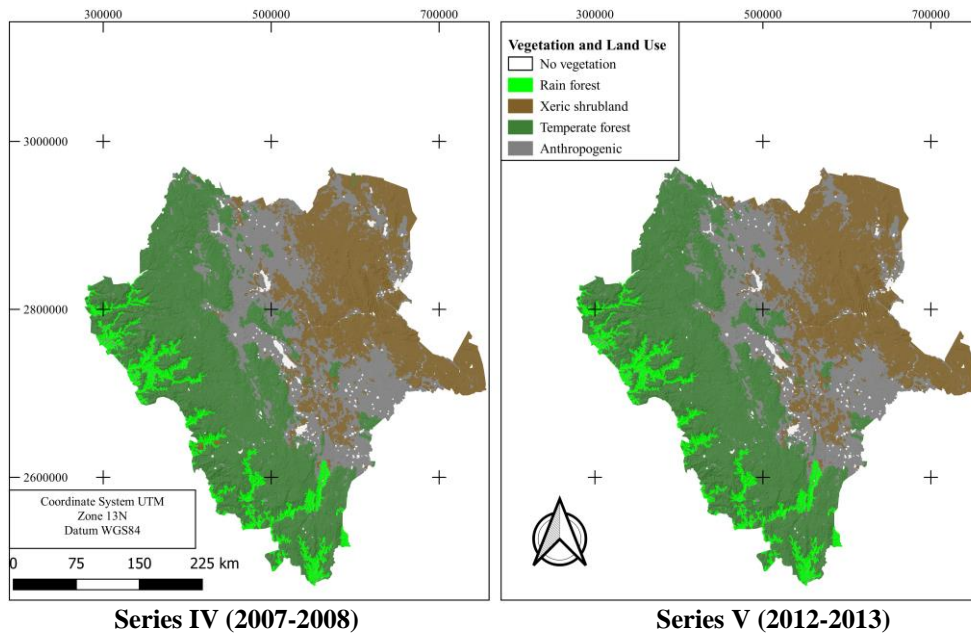 300000 500000 700000 300000 500000 700000
Vegetation and Land Use
No vegetation
Rain forest
Xeric shrubland
Temperate forest
Anthropogenic
3000000
2800000
2600000
Coordinate System UTM
Zone 13N
Datum WGS84
0 75 150 225 km
Series IV (2007-2008) Series V (2012-2013)